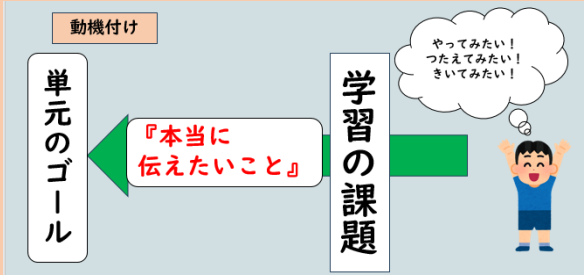 動機付け
単元のゴール
『本当に
伝えたいこと』
学習の課題
やってみたい！
つたえてみたい！
きいてみたい！